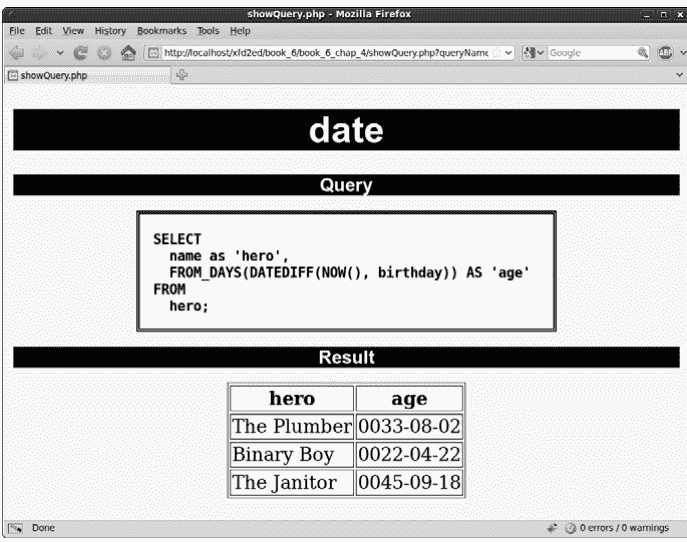 showQuery.php - Mozilla Firefox
File Edit View History Bookmarks Tools Help
http://localhost/xfd2ed/book_6/book_6_chap_4/showQuery.php?queryName Google ABP
showQuery.php
date
Query
SELECT
name as 'hero',
FROM_DAYS(DATEDIFF(NOW(), birthday)) AS 'age'
FROM
hero;
Result
hero age
The Plumber 0033-08-02
Binary Boy 0022-04-22
The Janitor 0045-09-18
Done 0 errors / 0 warnings